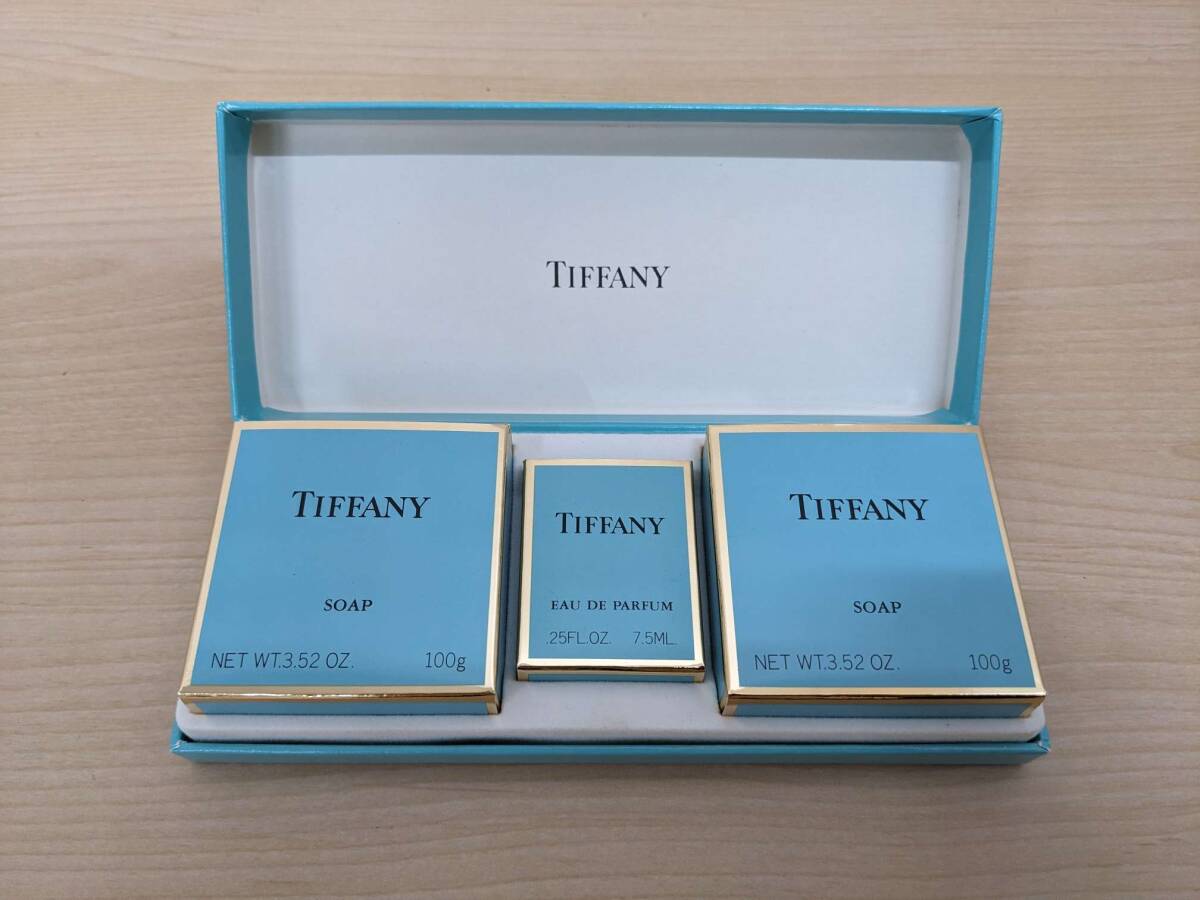 TIFFANY
TIFFANY
SOAP
NET WT.3.52 OZ. 100g
TIFFANY
EAU DE PARFUM
.25FL.OZ. 7.5ML.
TIFFANY
SOAP
NET WT.3.52 OZ. 100g